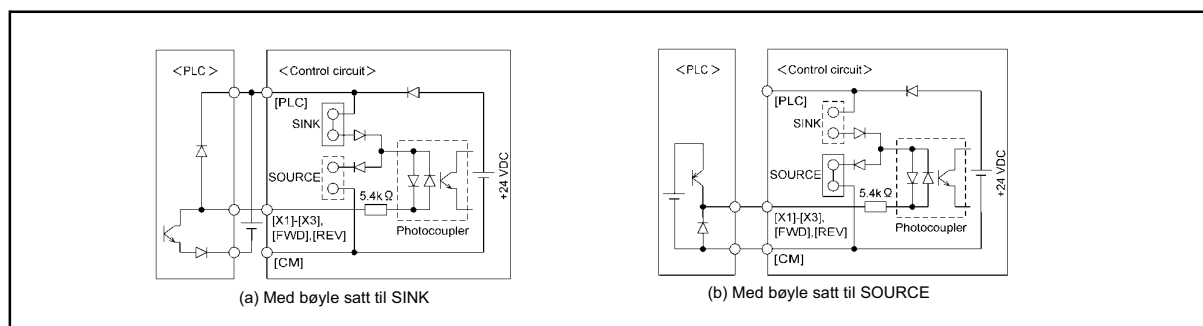 <PLC>
<Control circuit>
[PLC]
SINK
SOURCE
5.4kΩ
+24 VDC
[X1]-[X3],
[FWD],[REV]
Photocoupler
[CM]
(a) Med bøyle satt til SINK
<PLC>
<Control circuit>
[PLC]
SINK
SOURCE
5.4kΩ
+24 VDC
[X1]-[X3],
[FWD],[REV]
Photocoupler
[CM]
(b) Med bøyle satt til SOURCE